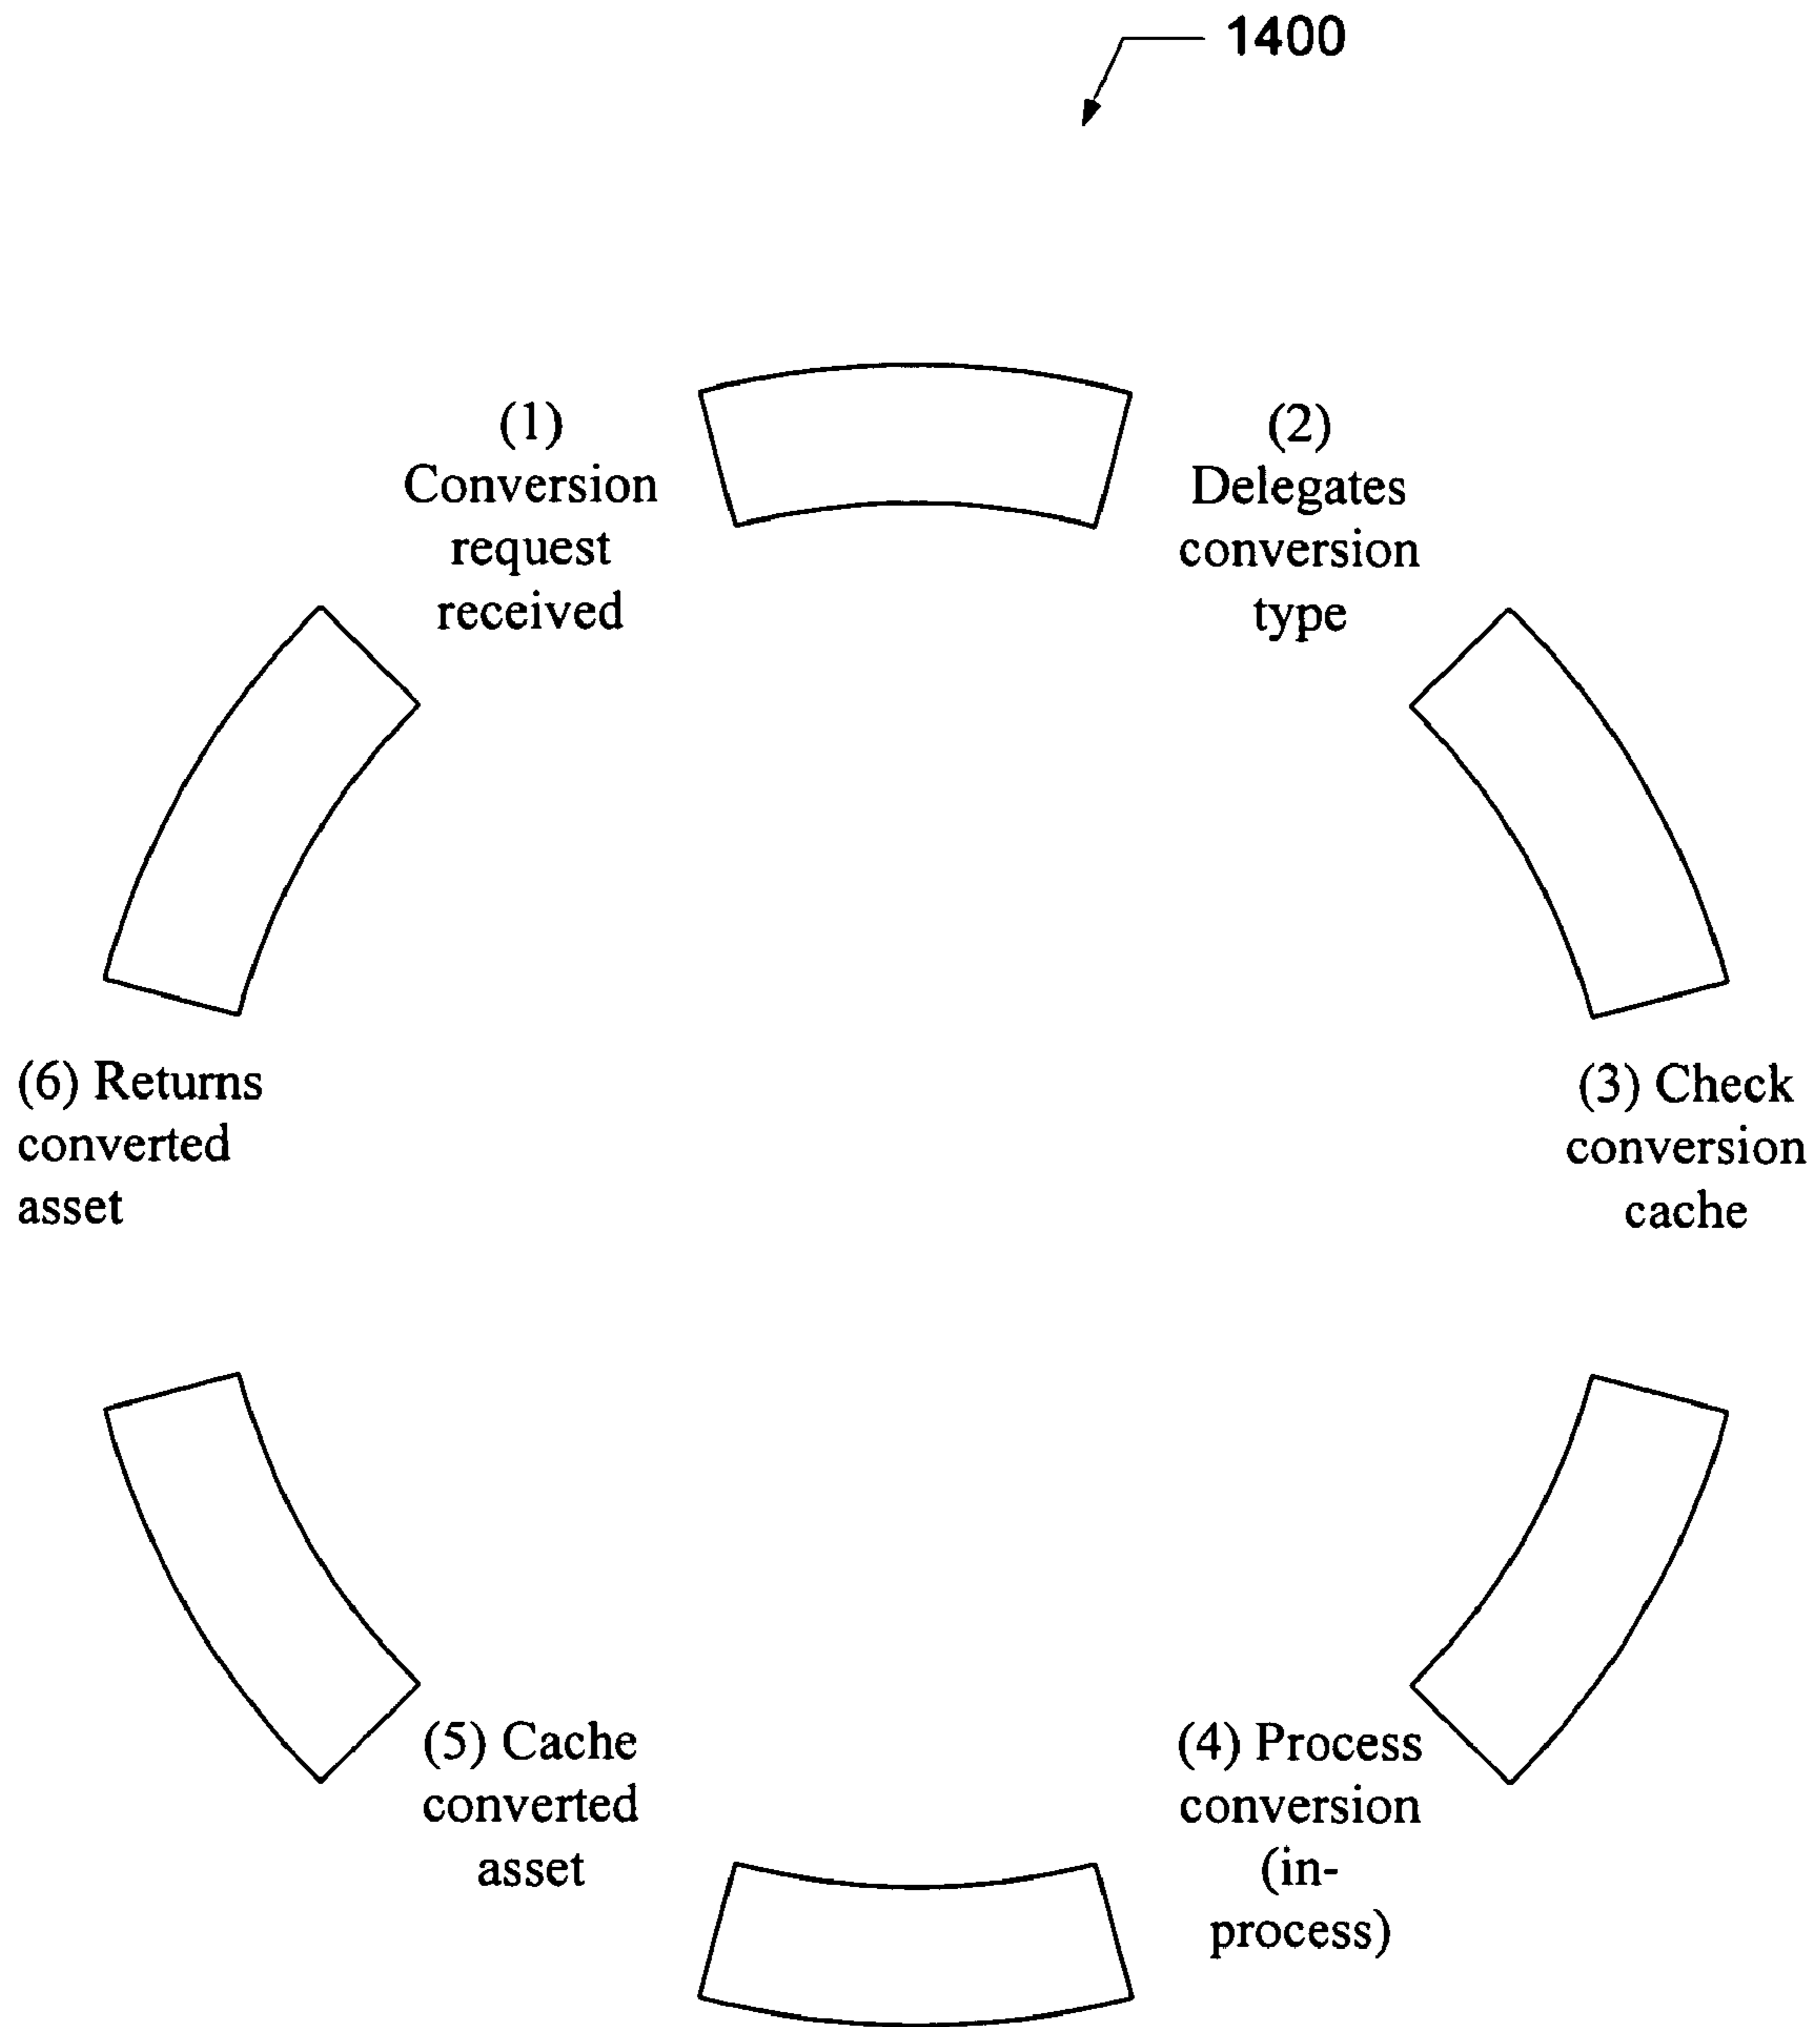 1400
(1)
Conversion
request
received
(2)
Delegates
conversion
type
(3) Check
conversion
cache
(4) Process
conversion
(in-
process)
(5) Cache
converted
asset
(6) Returns
converted
asset